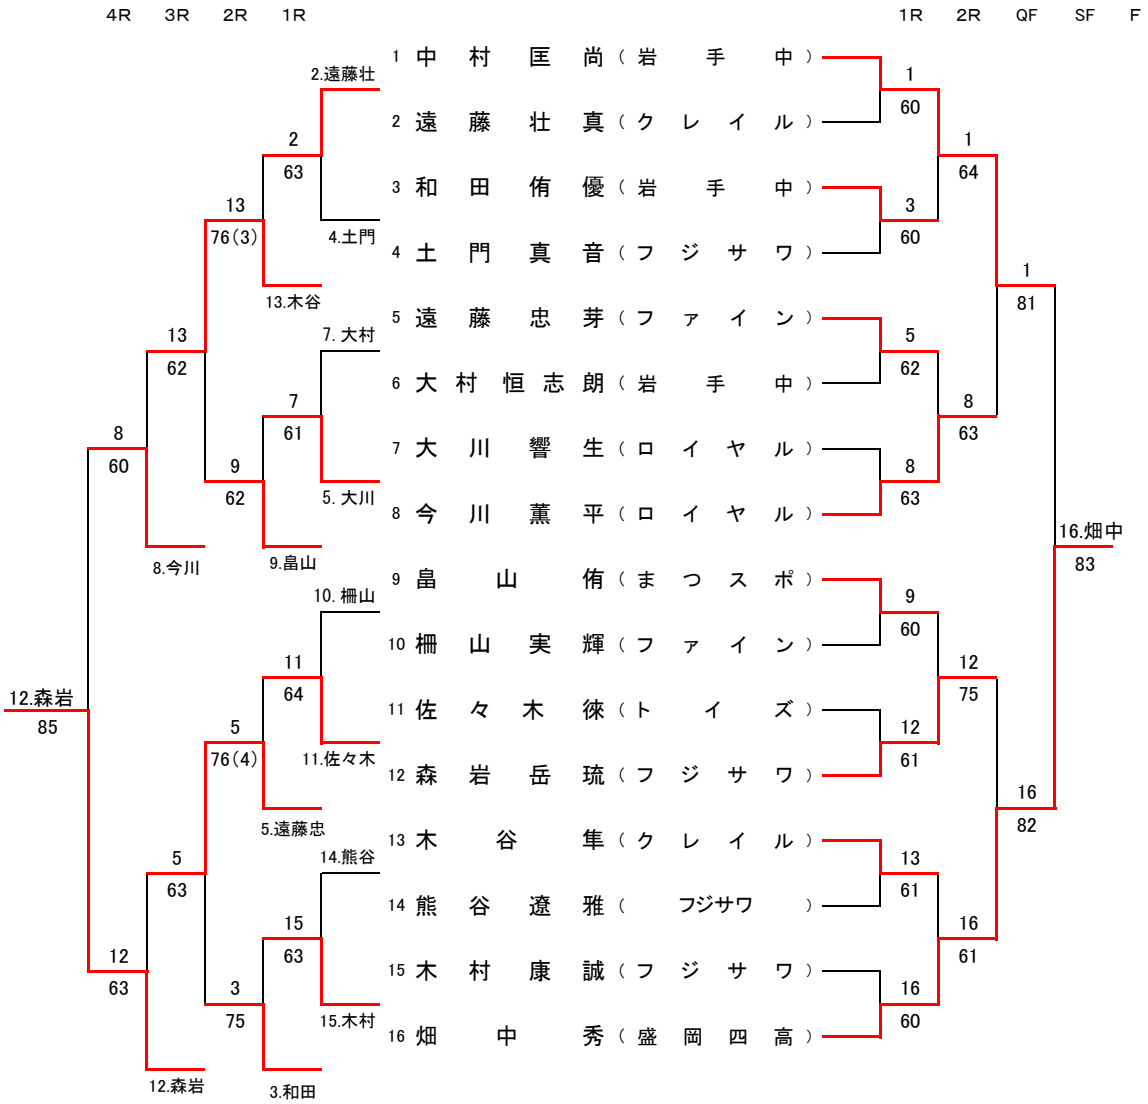 4R 3R 2R 1R 1R 2R QF SF F
1 中村匡尚 (岩手中)
2.遠藤壮 1
60
2 遠藤壮真 (クレイル)
2 1
63 64
3 和田侑優 (岩手中)
13 3
76(3) 4.土門 60
4 土門真音 (フジサワ)
13.木谷 1
81
5 遠藤忠芽 (ファイン)
13 7. 大村 5
62 62
6 大村恒志朗 (岩手中)
7 8
61 63
8 7 大川響生 (ロイヤル)
60 9 8
62 5. 大川 63
8 今川薫平 (ロイヤル)
16.畑中
8.今川 9.畠山 83
9 畠山侑 (まつスポ)
10. 柵山 9
60
10 柵山実輝 (ファイン)
11 12
64 75
12.森岩 11 佐々木徠 (トイズ)
85 5 12
76(4) 11.佐々木 61
12 森岩岳琉 (フジサワ)
16
5.遠藤忠 82
13 木谷隼 (クレイル)
5 14.熊谷 13
63 61
14 熊谷遼雅 (フジサワ)
15 16
63 61
12 15 木村康誠 (フジサワ)
63 3 16
75 15.木村 60
16 畑中秀 (盛岡四高)
12.森岩 3.和田